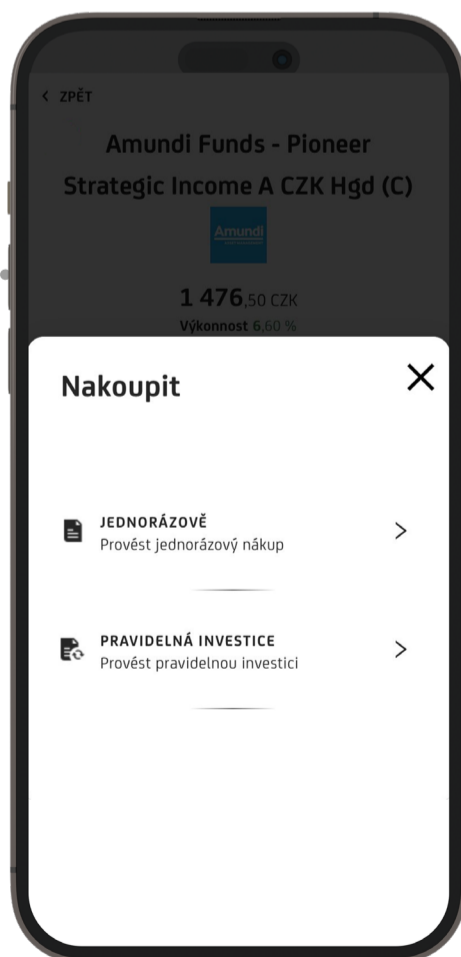 ZPĚT
Amundi Funds - Pioneer
Strategic Income A CZK Hgd (C)
Amundi
1 476,50 CZK
Výkonnost 6,60 %
Nakoupit
JEDNORÁZOVĚ
Provést jednorázový nákup
PRAVIDELNÁ INVESTICE
Provést pravidelnou investici